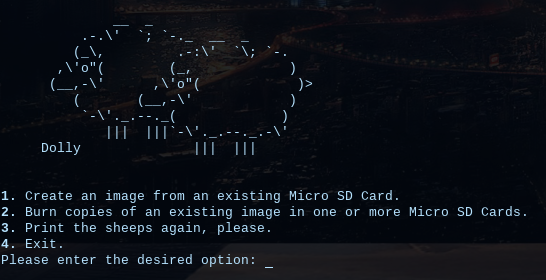 Dolly
1. Create an image from an existing Micro SD Card.
2. Burn copies of an existing image in one or more Micro SD Cards.
3. Print the sheeps again, please.
4. Exit.
Please enter the desired option: _